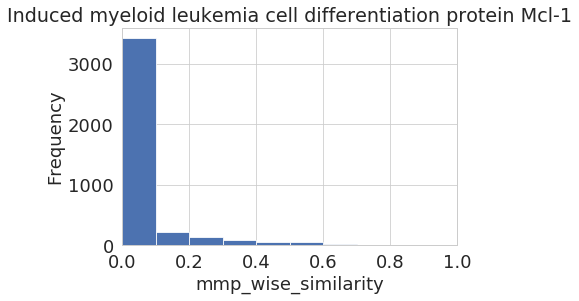 Induced myeloid leukemia cell differentiation protein Mcl-1
Frequency
3000
2000
1000
0
0.0 0.2 0.4 0.6 0.8 1.0
mmp_wise_similarity